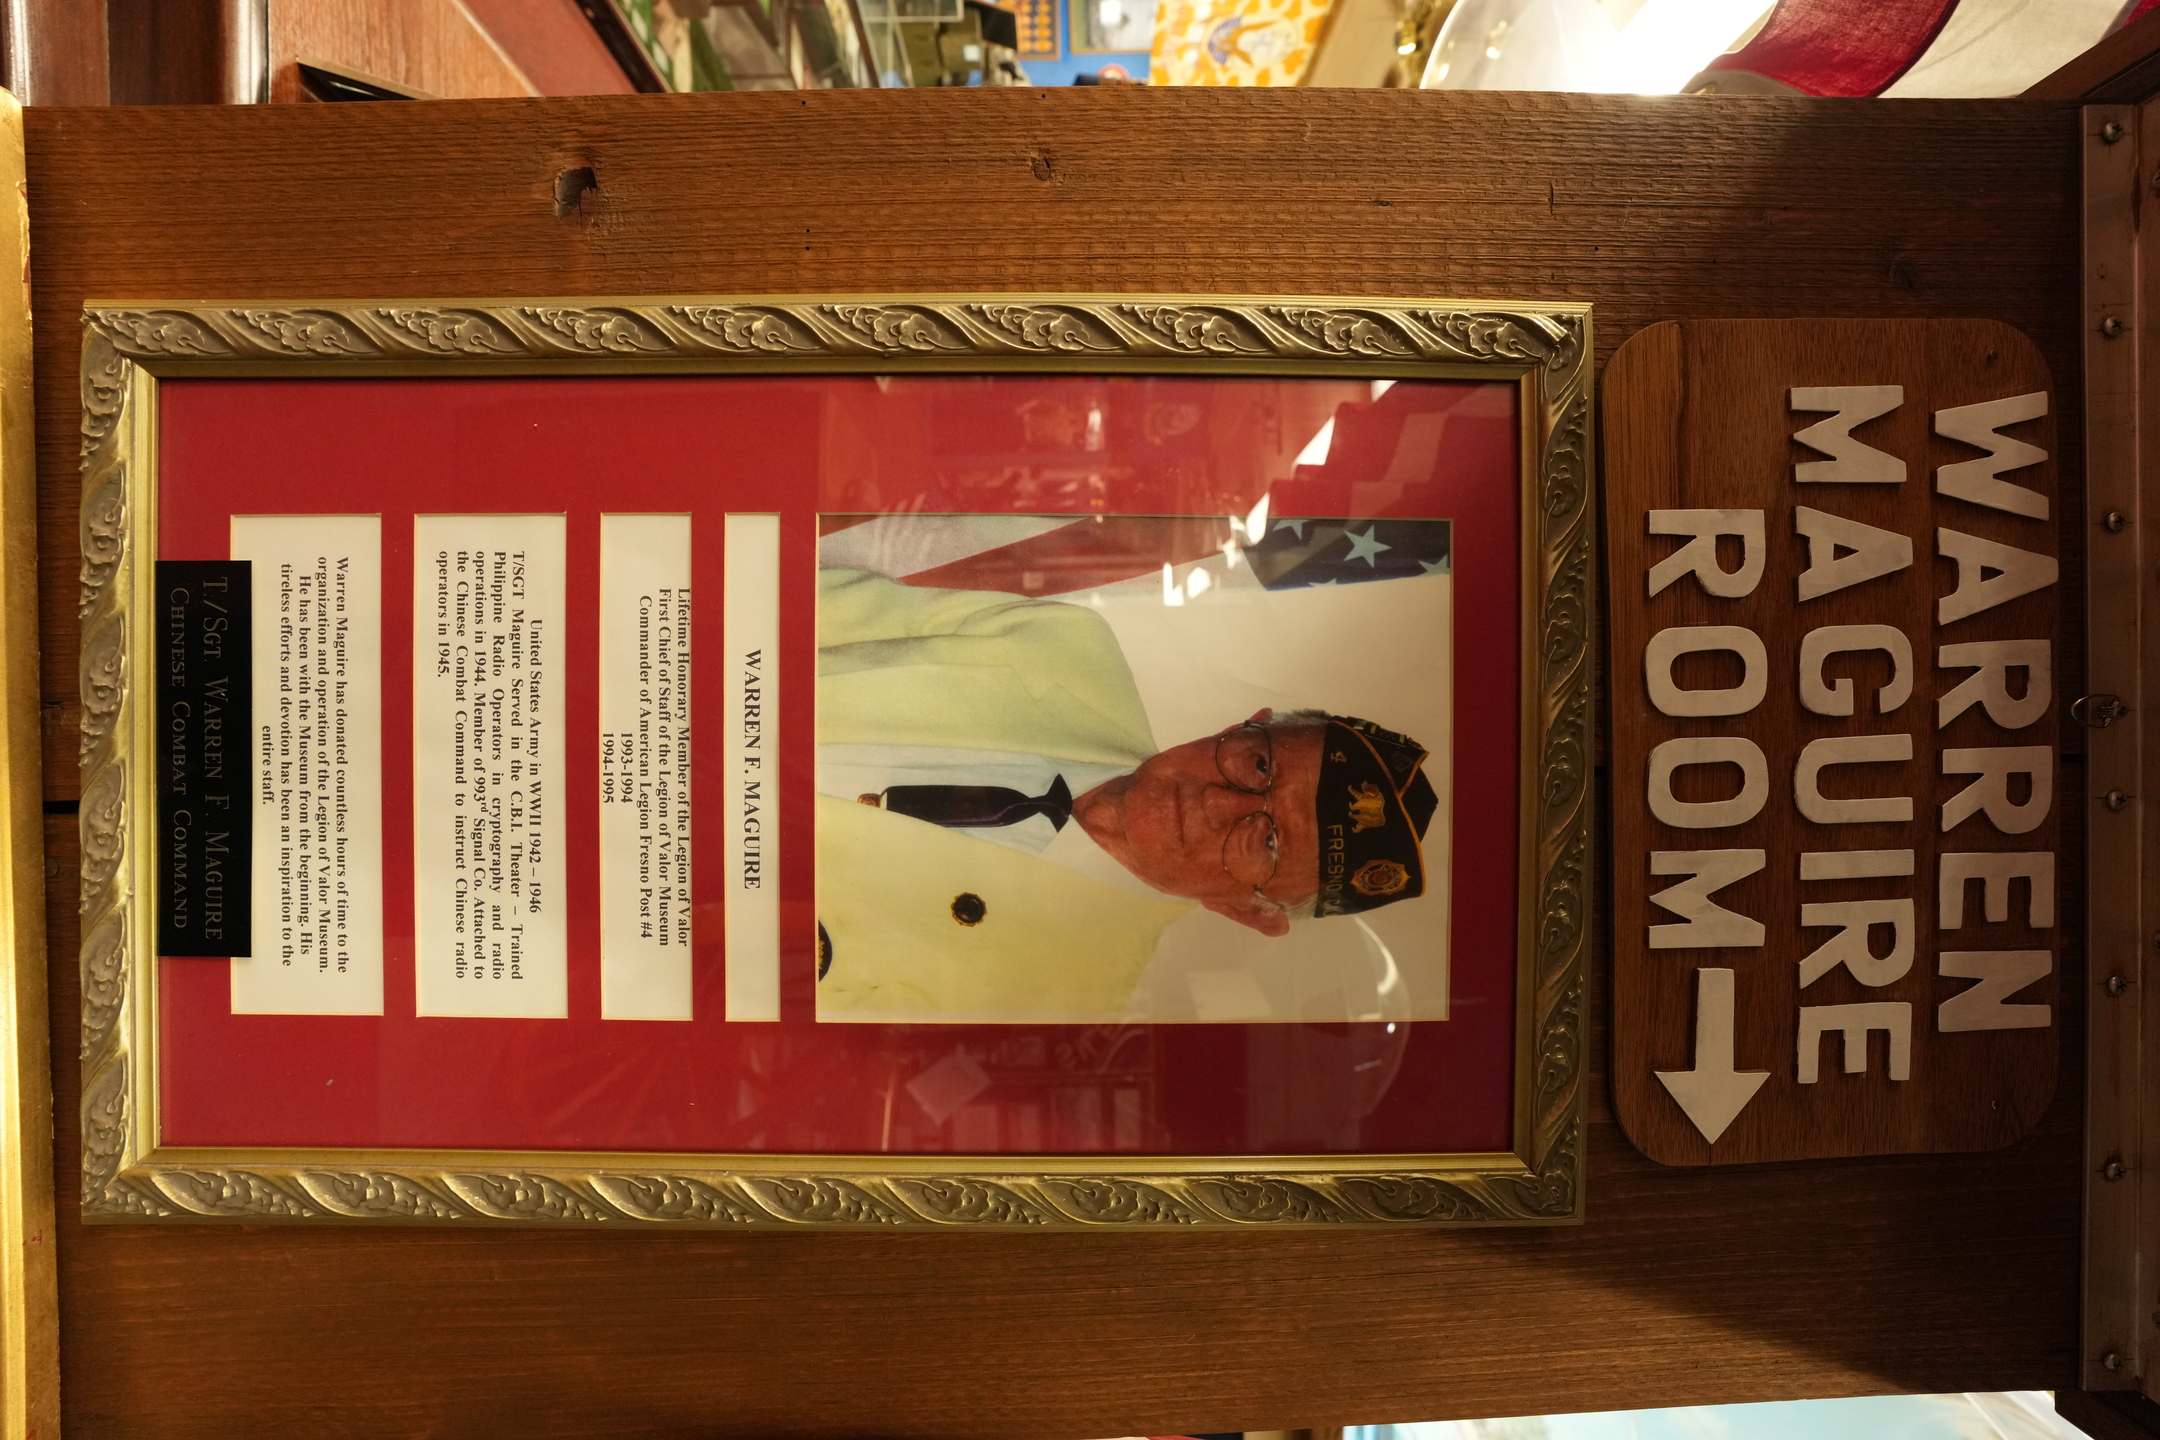 WARREN
MAGUIRE
ROOM
4
FRESNO
WARREN F. MAGUIRE
Lifetime Honorary Member of the Legion of Valor
First Chief of Staff of the Legion of Valor Museum
Commander of American Legion Fresno Post #4
1993-1994
1994-1995
United States Army in WWII 1942 – 1946
T/SGT Maguire Served in the C.B.I. Theater – Trained
Philippine Radio Operators in cryptography and radio
operations in 1944. Member of 993rd Signal Co. Attached to
the Chinese Combat Command to instruct Chinese radio
operators in 1945.
Warren Maguire has donated countless hours of time to the
organization and operation of the Legion of Valor Museum.
He has been with the Museum from the beginning. His
tireless efforts and devotion has been an inspiration to the
entire staff.
T./SGT. WARREN F. MAGUIRE
CHINESE COMBAT COMMAND